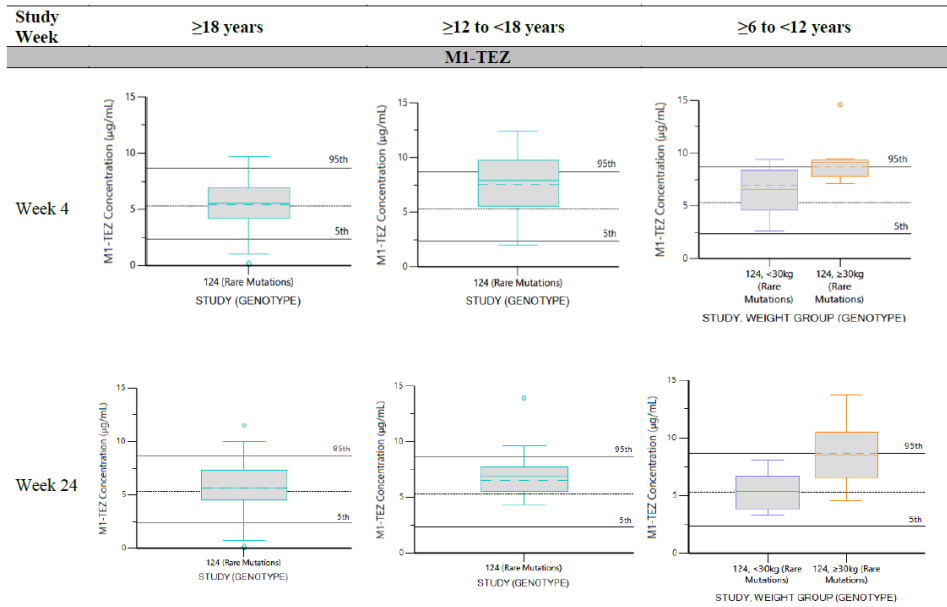 Study Week
≥18 years
≥12 to <18 years
≥6 to <12 years
M1-TEZ
Week 4
M1-TEZ Concentration (µg/mL)
15
10
5
0
95th
5th
124 (Rare Mutations)
STUDY (GENOTYPE)
M1-TEZ Concentration (µg/mL)
15
10
5
0
95th
5th
124 (Rare Mutations)
STUDY (GENOTYPE)
M1-TEZ Concentration (µg/mL)
15
10
5
0
95th
5th
124, <30kg
(Rare
Mutations)
124, ≥30kg
(Rare
Mutations)
STUDY, WEIGHT GROUP (GENOTYPE)
Week 24
M1-TEZ Concentration (µg/mL)
15
10
5
0
95th
5th
124 (Rare Mutations)
STUDY (GENOTYPE)
M1-TEZ Concentration (µg/mL)
15
10
5
0
95th
5th
124 (Rare Mutations)
STUDY (GENOTYPE)
M1-TEZ Concentration (µg/mL)
15
10
5
0
95th
5th
124, <30kg (Rare
Mutations)
124, ≥30kg (Rare
Mutations)
STUDY, WEIGHT GROUP (GENOTYPE)